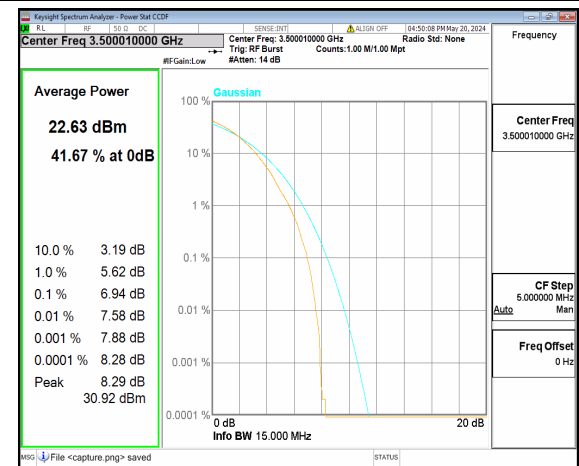 Keysight Spectrum Analyzer - Power Stat CCDF
RL RF 50 Ω DC SENSE:INT ALIGN OFF 04:50:08 PM May 20, 2024
Center Freq 3.500010000 GHz
Center Freq: 3.500010000 GHz Radio Std: None
Trig: RF Burst Counts:1.00 M/1.00 Mpt
#IFGain:Low #Atten: 14 dB
Frequency
Average Power
22.63 dBm
41.67 % at 0dB
10.0 % 3.19 dB
1.0 % 5.62 dB
0.1 % 6.94 dB
0.01 % 7.58 dB
0.001 % 7.88 dB
0.0001 % 8.28 dB
Peak 8.29 dB
30.92 dBm
Gaussian
100 %
10 %
1 %
0.1 %
0.01 %
0.001 %
0.0001 %
0 dB 20 dB
Info BW 15.000 MHz
Center Freq
3.500010000 GHz
CF Step
5.000000 MHz
Auto Man
Freq Offset
0 Hz
MSG File <capture.png> saved STATUS